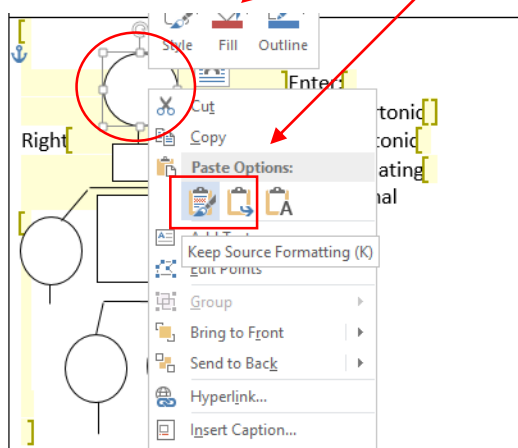 Style Fill Outline
]Enter:
Cut
tonic[]
Right[
Copy
tonic[
Paste Options:
ating[
nal
Keep Source Formatting (K)
Edit Points
Group
Bring to Front
Send to Back
Hyperlink...
Insert Caption...